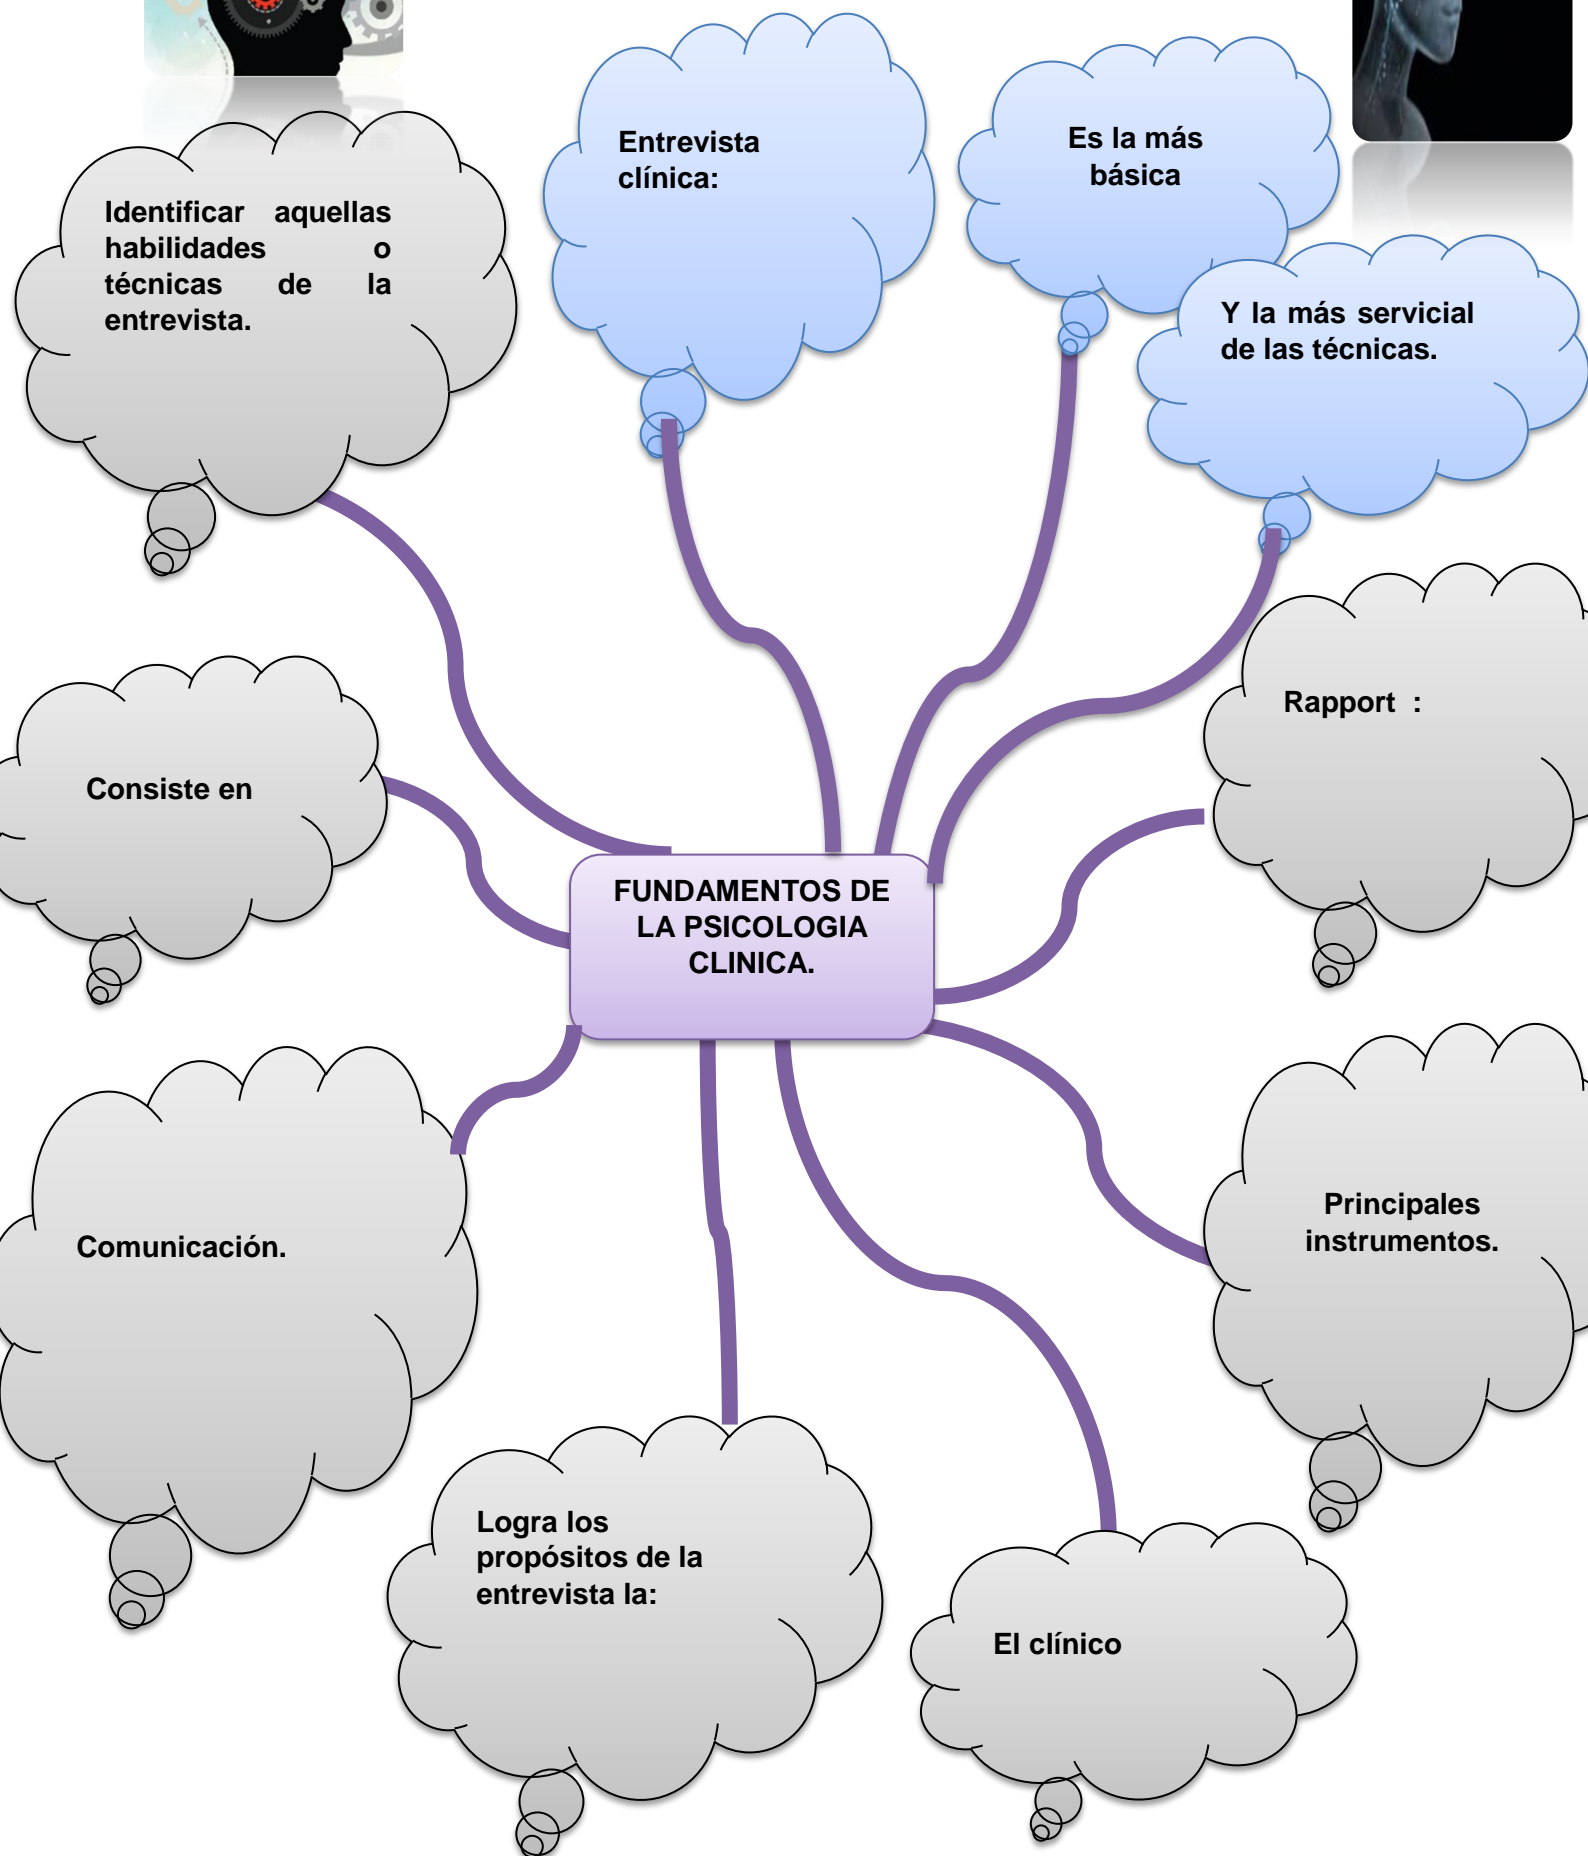 Entrevista
clínica:
Es la más
básica
Identificar aquellas
habilidades o
técnicas de la
entrevista.
Y la más servicial
de las técnicas.
Rapport :
Consiste en
FUNDAMENTOS DE
LA PSICOLOGIA
CLINICA.
Principales
instrumentos.
Comunicación.
Logra los
propósitos de la
entrevista la:
El clínico